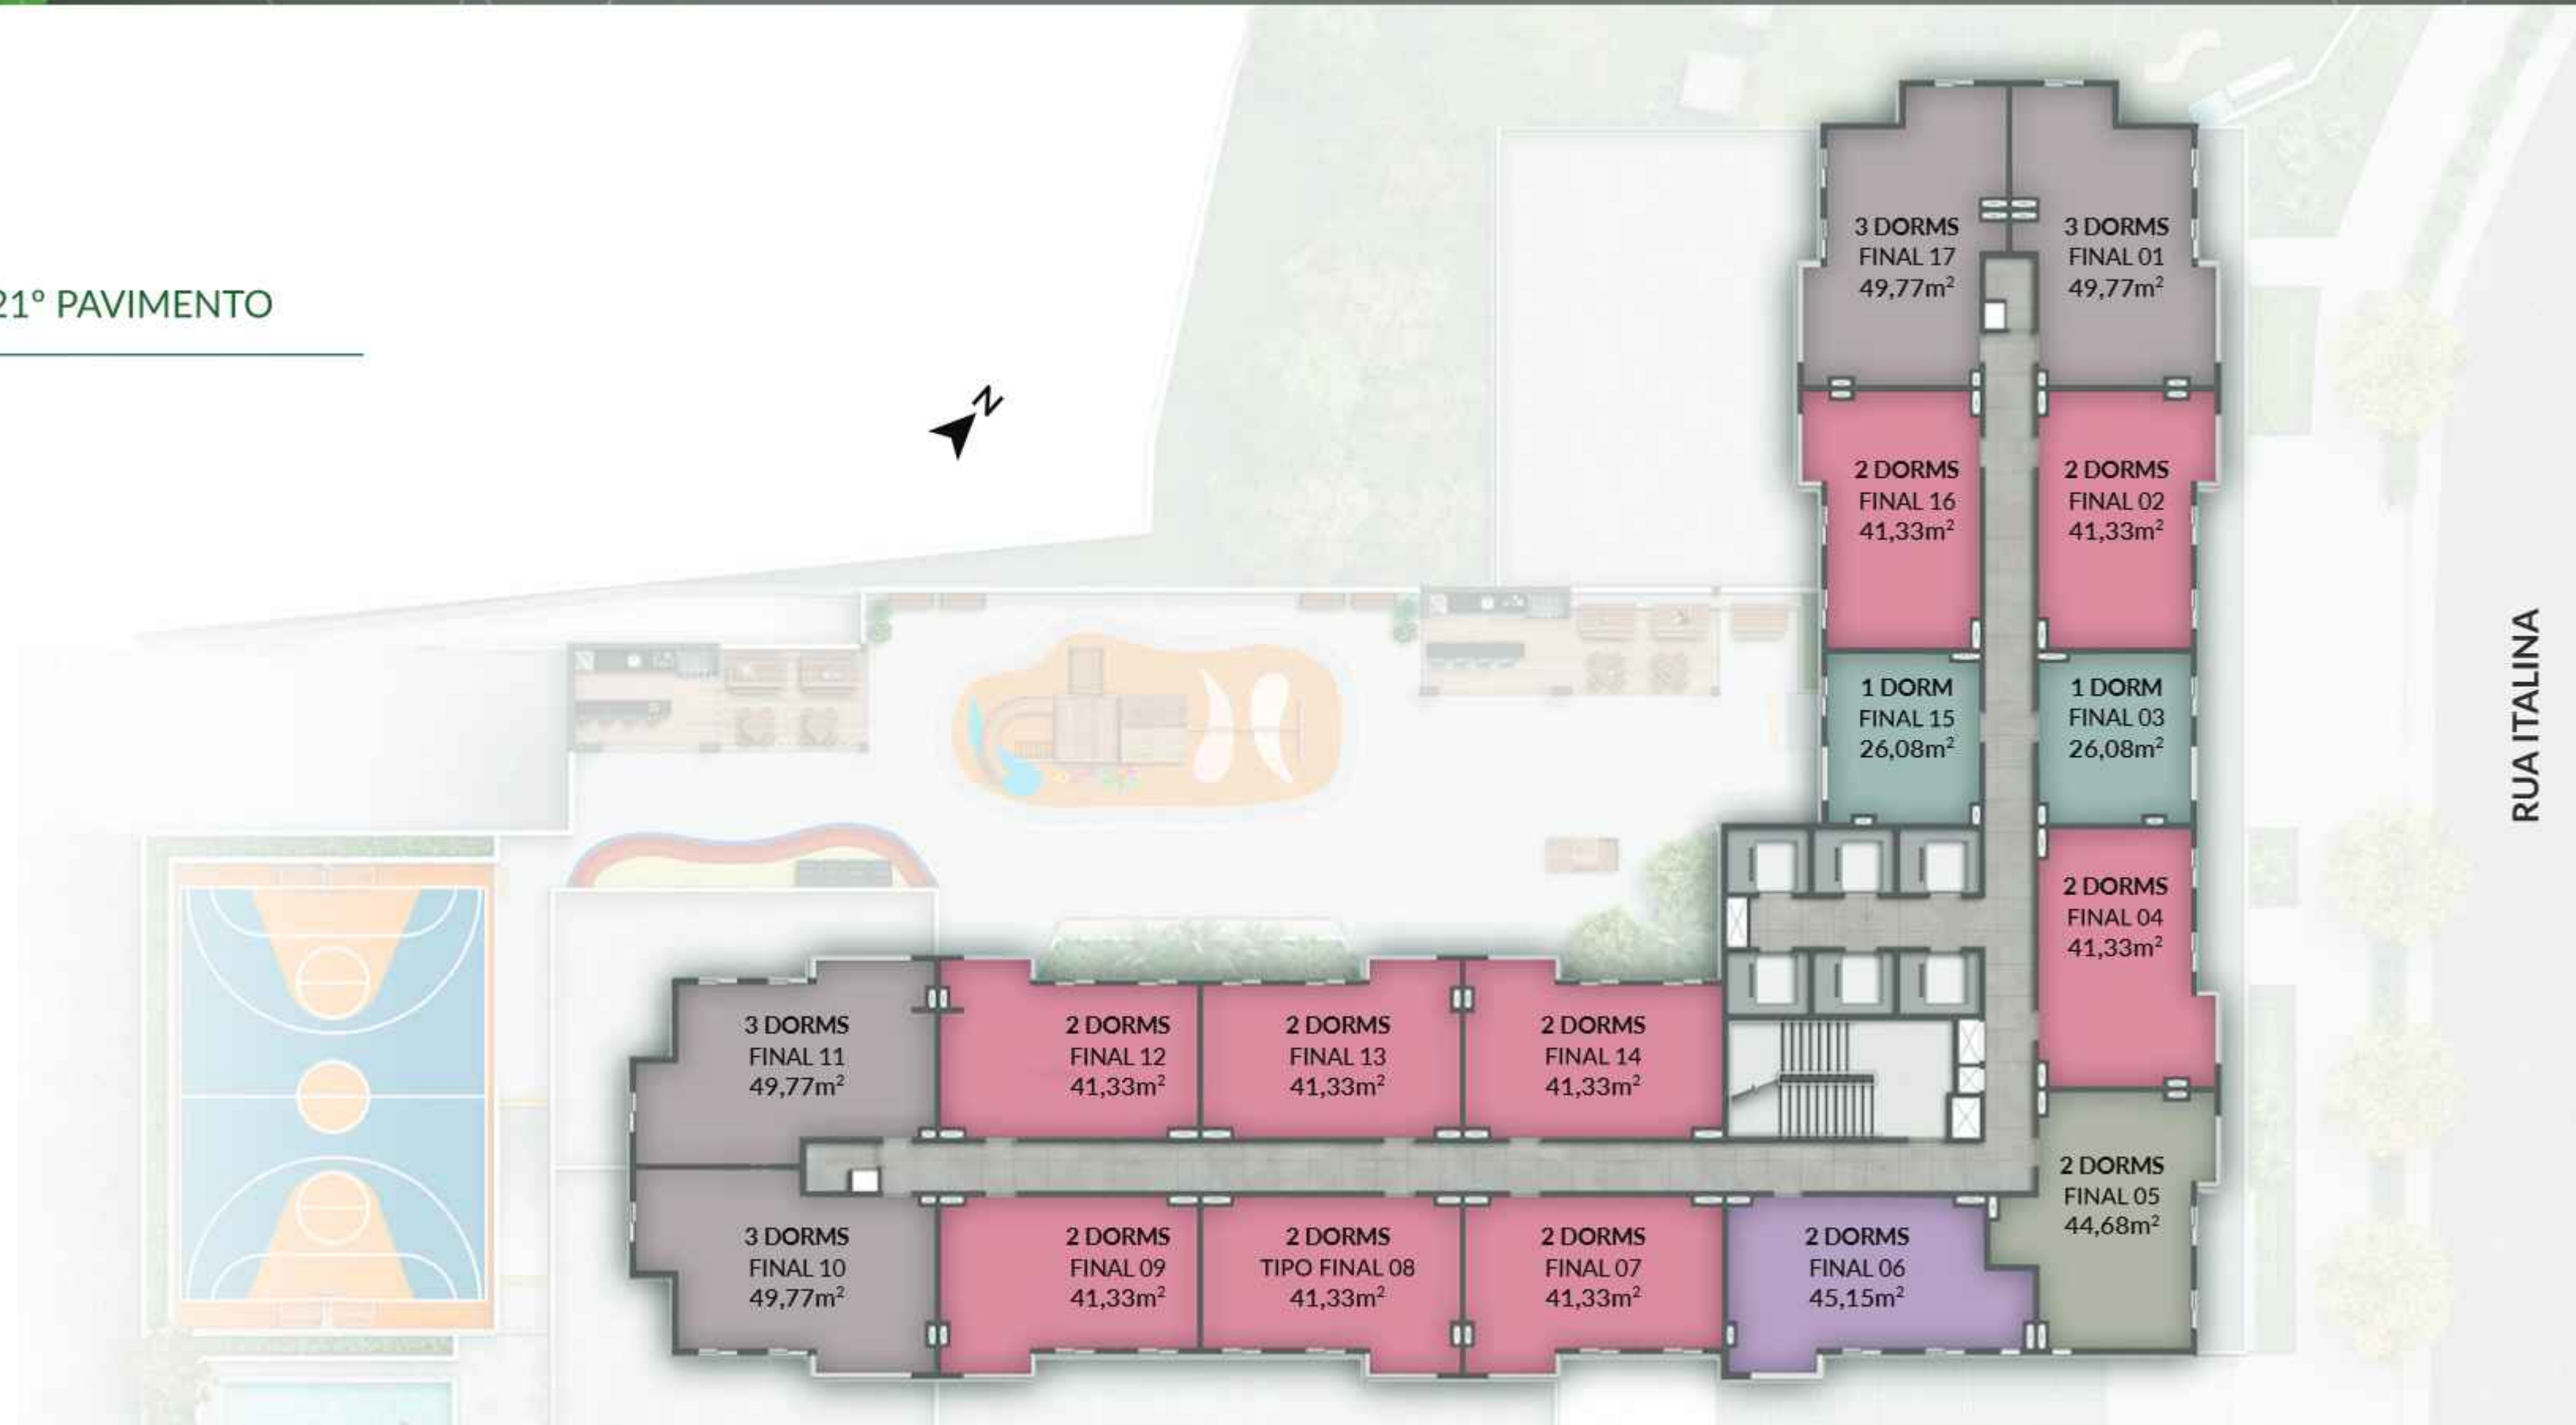 21º PAVIMENTO
N
3 DORMS
FINAL 17
49,77m²
3 DORMS
FINAL 01
49,77m²
2 DORMS
FINAL 16
41,33m²
2 DORMS
FINAL 02
41,33m²
1 DORM
FINAL 15
26,08m²
1 DORM
FINAL 03
26,08m²
RUA ITALINA
2 DORMS
FINAL 04
41,33m²
3 DORMS
FINAL 11
49,77m²
2 DORMS
FINAL 12
41,33m²
2 DORMS
FINAL 13
41,33m²
2 DORMS
FINAL 14
41,33m²
2 DORMS
FINAL 05
44,68m²
3 DORMS
FINAL 10
49,77m²
2 DORMS
FINAL 09
41,33m²
2 DORMS
TIPO FINAL 08
41,33m²
2 DORMS
FINAL 07
41,33m²
2 DORMS
FINAL 06
45,15m²